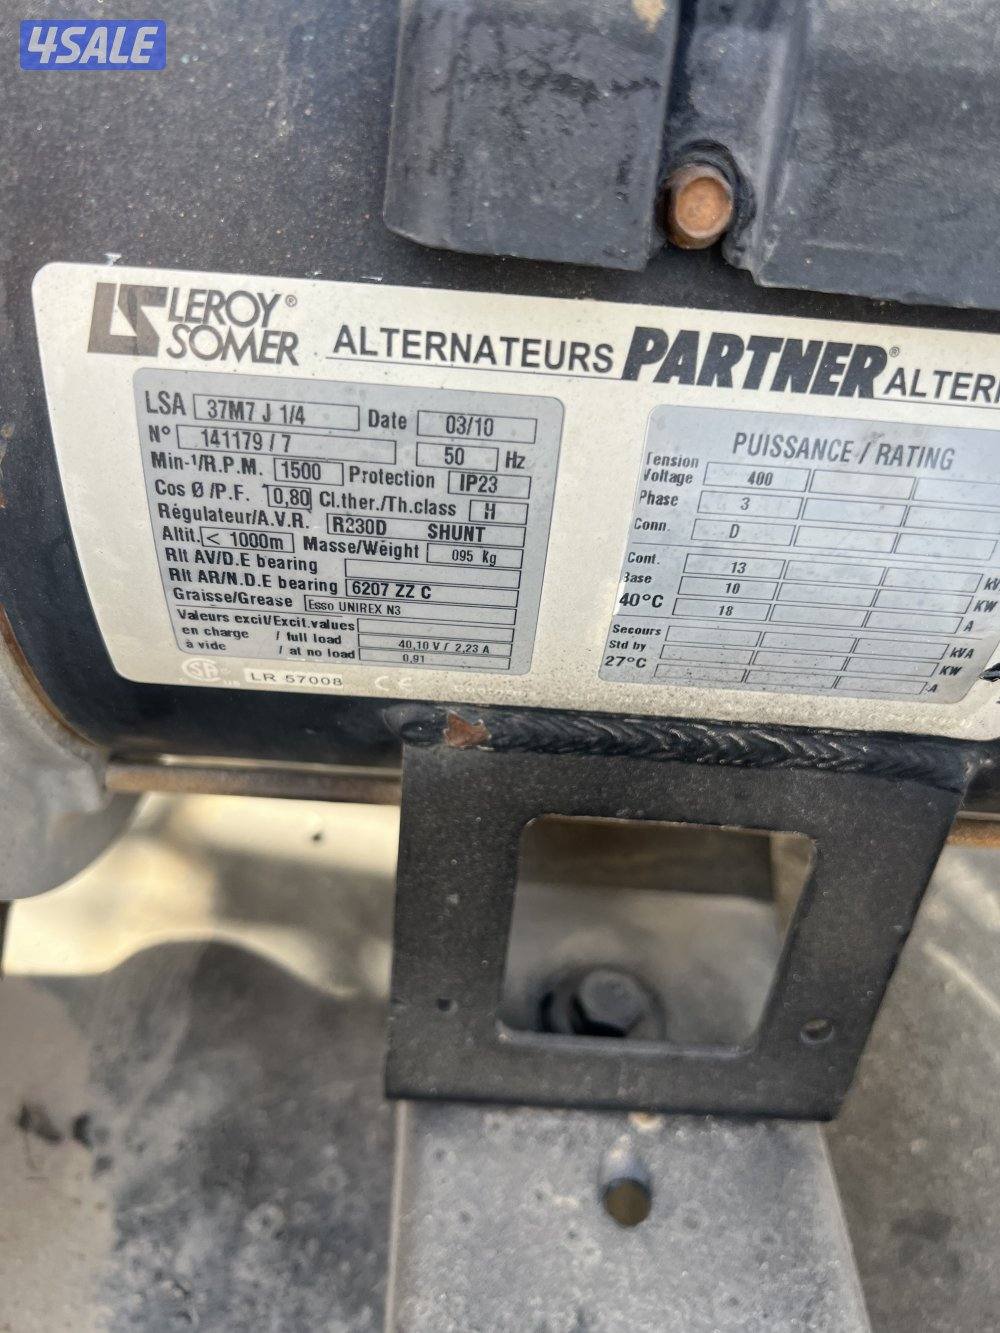 4SALE
LEROY®
SOMER
ALTERNATEURS PARTNER® ALTER
LSA 37M7 J 1/4 Date 03/10
N° 141179 / 7 50 Hz
Min-¹/R.P.M. 1500 Protection IP23
Cos Ø /P.F. 0,80 Cl.ther./Th.class H
Régulateur/A.V.R. R230D SHUNT
Altit. < 1000m Masse/Weight 095 Kg
Rlt AV/D.E bearing
Rlt AR/N.D.E bearing 6207 ZZ C
Graisse/Grease Esso UNIREX N3
Valeurs excit/Excit.values
en charge / full load 40,10 V / 2,23 A
à vide / at no load 0,91
LR 57008 CE
PUISSANCE / RATING
Tension
Voltage 400
Phase 3
Conn. D
Cont. 13 kVA
Base 10 KW
40°C 18 A
Secours kVA
Std by KW
27°C A